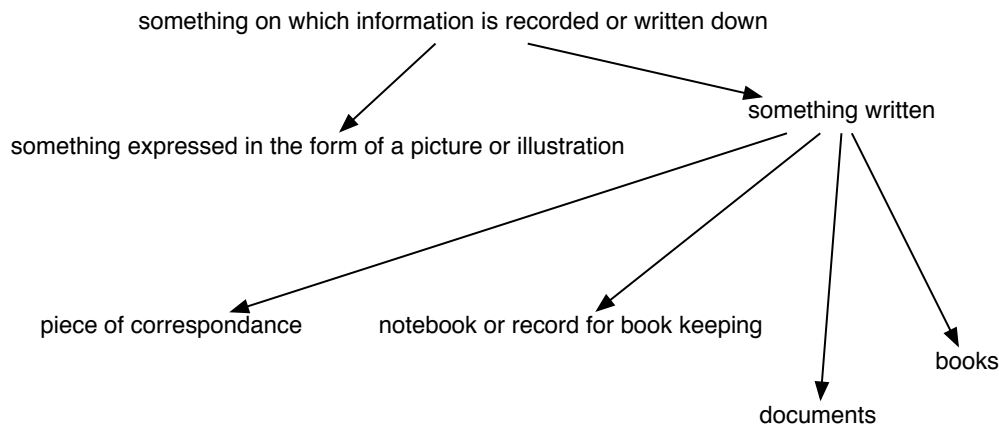 something on which information is recorded or written down
something written
something expressed in the form of a picture or illustration
piece of correspondance
notebook or record for book keeping
books
documents